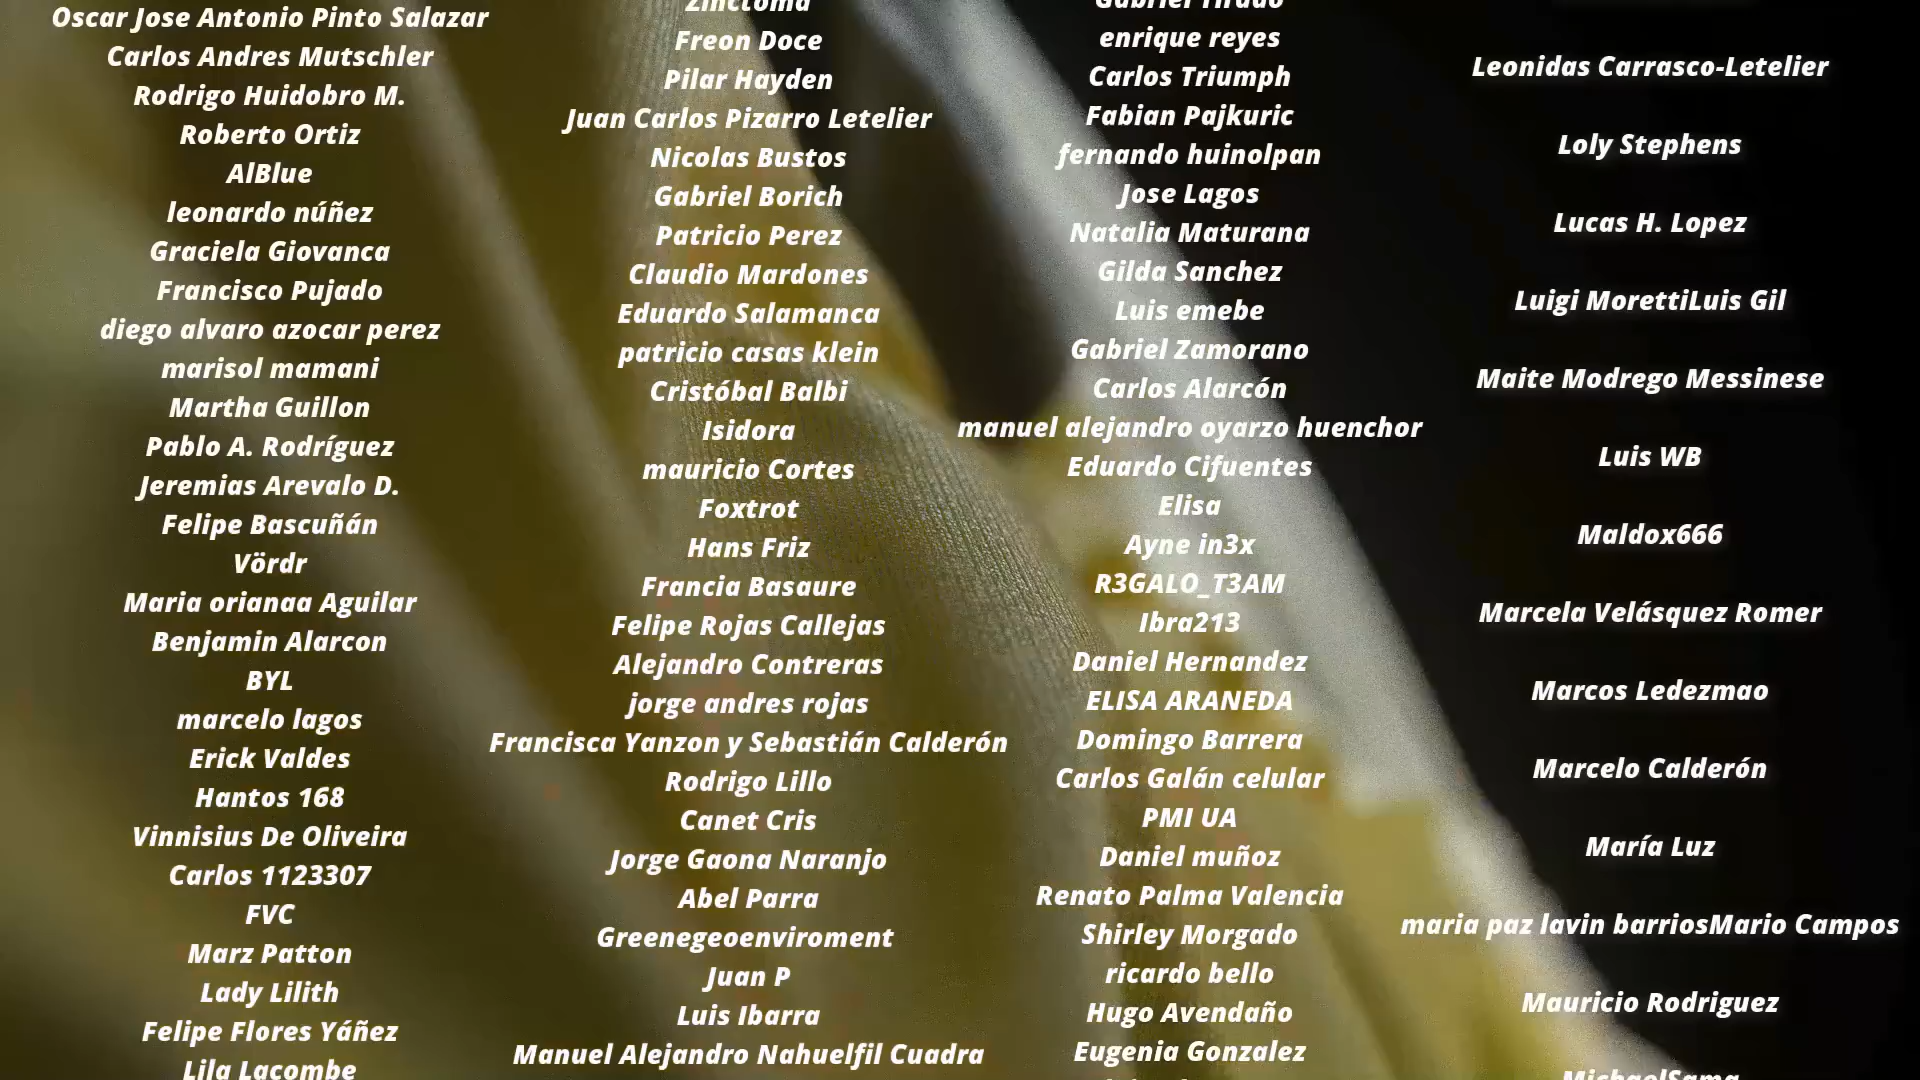 Oscar Jose Antonio Pinto Salazar
Carlos Andres Mutschler
Rodrigo Huidobro M.
Roberto Ortiz
AlBlue
leonardo núñez
Graciela Giovanca
Francisco Pujado
diego alvaro azocar perez
marisol mamani
Martha Guillon
Pablo A. Rodríguez
Jeremias Arevalo D.
Felipe Bascuñán
Vördr
Maria orianaa Aguilar
Benjamin Alarcon
BYL
marcelo lagos
Erick Valdes
Hantos 168
Vinnisius De Oliveira
Carlos 1123307
FVC
Marz Patton
Lady Lilith
Felipe Flores Yáñez
Lila Lacombe
Zinctoma
Freon Doce
Pilar Hayden
Juan Carlos Pizarro Letelier
Nicolas Bustos
Gabriel Borich
Patricio Perez
Claudio Mardones
Eduardo Salamanca
patricio casas klein
Cristóbal Balbi
Isidora
mauricio Cortes
Foxtrot
Hans Friz
Francia Basaure
Felipe Rojas Callejas
Alejandro Contreras
jorge andres rojas
Francisca Yanzon y Sebastián Calderón
Rodrigo Lillo
Canet Cris
Jorge Gaona Naranjo
Abel Parra
Greenegeoenviroment
Juan P
Luis Ibarra
Manuel Alejandro Nahuelfil Cuadra
Gabriel Tirado
enrique reyes
Carlos Triumph
Fabian Pajkuric
fernando huinolpan
Jose Lagos
Natalia Maturana
Gilda Sanchez
Luis emebe
Gabriel Zamorano
Carlos Alarcón
manuel alejandro oyarzo huenchor
Eduardo Cifuentes
Elisa
Ayne in3x
R3GALO_T3AM
Ibra213
Daniel Hernandez
ELISA ARANEDA
Domingo Barrera
Carlos Galán celular
PMI UA
Daniel muñoz
Renato Palma Valencia
Shirley Morgado
ricardo bello
Hugo Avendaño
Eugenia Gonzalez
Leonidas Carrasco-Letelier
Loly Stephens
Lucas H. Lopez
Luigi MorettiLuis Gil
Maite Modrego Messinese
Luis WB
Maldox666
Marcela Velásquez Romer
Marcos Ledezmao
Marcelo Calderón
María Luz
maria paz lavin barriosMario Campos
Mauricio Rodriguez
MichaelSama